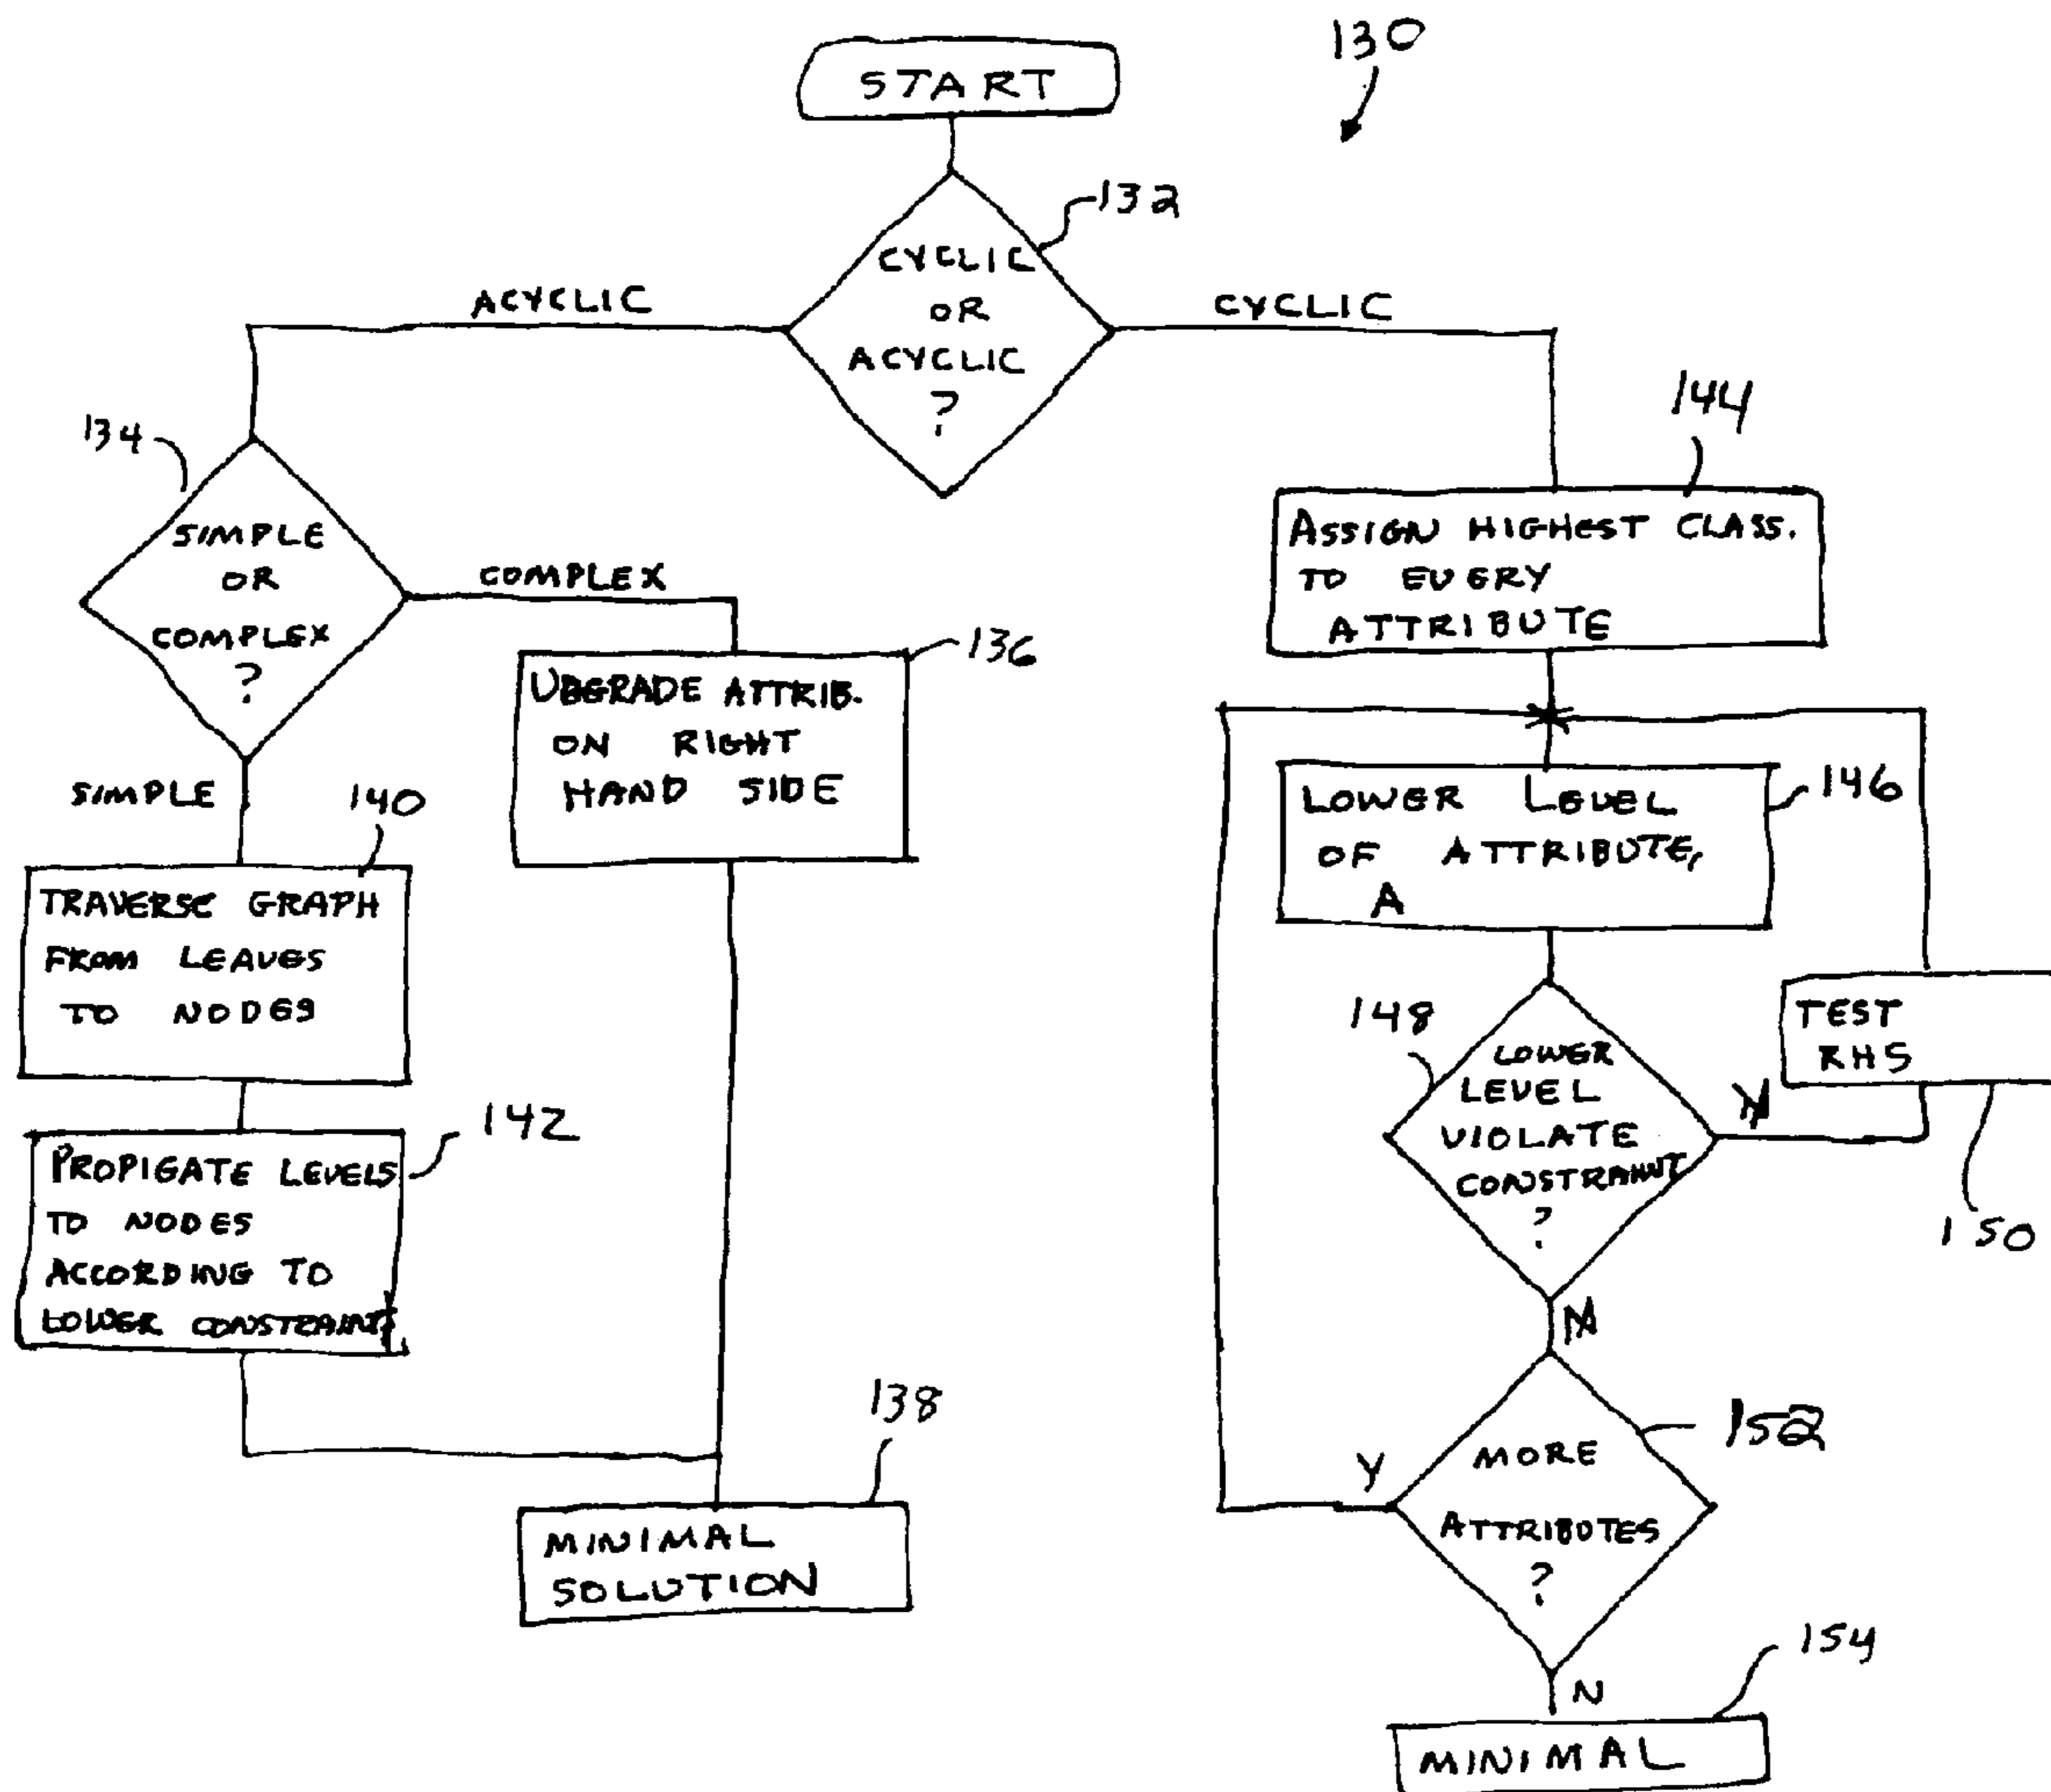 130
START
132
CYCLIC
OR
ACYCLIC
?
ACYCLIC
CYCLIC
134
SIMPLE
OR
COMPLEX
?
COMPLEX
SIMPLE
136
UBGRADE ATTRIB.
ON RIGHT
HAND SIDE
140
TRAVERSE GRAPH
FROM LEAVES
TO NODES
142
PROPIGATE LEVELS
TO NODES
ACCORDING TO
LOWER CONSTRAINTS
138
MINIMAL
SOLUTION
144
ASSIGN HIGHEST CLASS.
TO EVERY
ATTRIBUTE
146
LOWER LEVEL
OF ATTRIBUTE,
A
148
LOWER
LEVEL
VIOLATE
CONSTRAINT
?
TEST
RHS
150
152
MORE
ATTRIBUTES
?
Y
N
154
MINIMAL